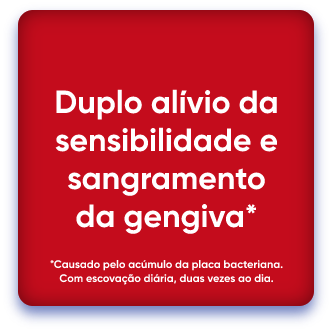 Duplo alívio da
sensibilidade e
sangramento
da gengiva*
*Causado pelo acúmulo da placa bacteriana.
Com escovação diária, duas vezes ao dia.